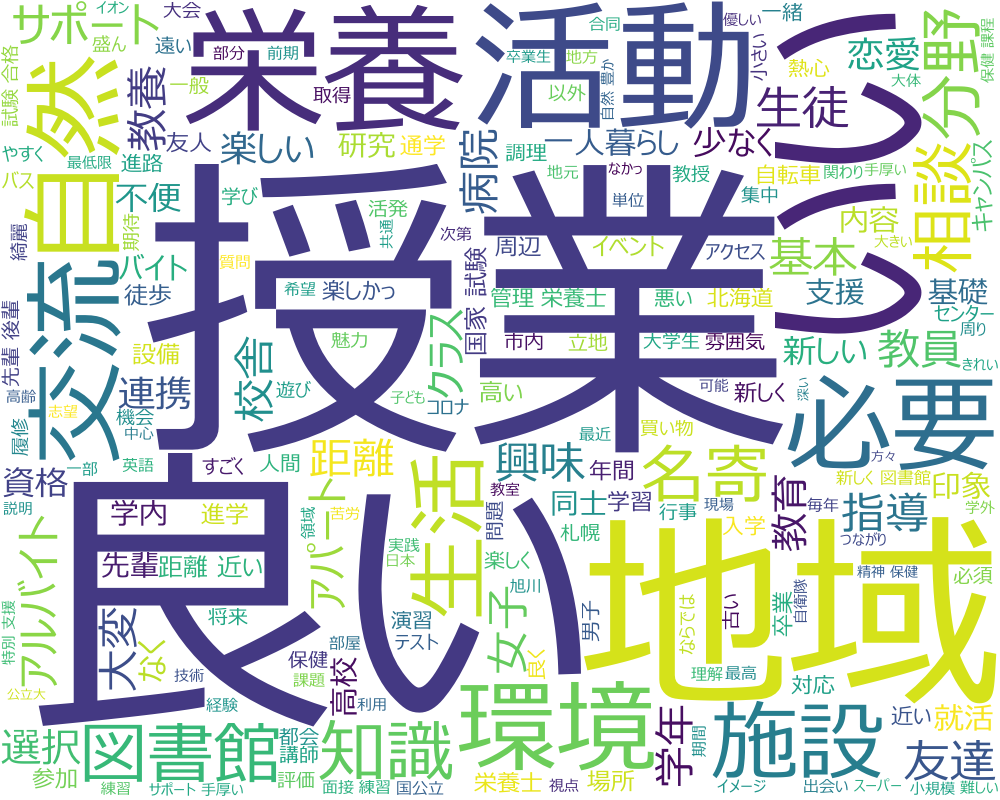 サポート
イオン
盛ん
大会
遠い
栄養
部分
前期
取得
活動
卒業生
地方
合同
以外
自然 豊か
優しい
一緒
小さい
熱心
恋愛
いい
分野
保健 課程
試験 合格
自然
教養
一般
友人
楽しい
研究
通学
病院
一人暮らし
調理
少なく
生徒
相談
キャンパス
やすく
バス
最低限
進路
不便
学び
活発
地元
なかっ
単位
教授
自転車
集中
関わり
手厚い
内容
大きい
綺麗
期待
バイト
徒歩
質問
授業
共通
次第
周辺
イベント
アクセス
基本
支援
基礎
センター
周り
先輩 後輩
交流
設備
希望
楽しかっ
魅力
国家 試験
管理 栄養士
悪い
北海道
市内
立地
大学生
雰囲気
新しい
教員
きれい
高齢
志望
連携
校舎
遊び
クラス
子ども
コロナ
高い
可能
新しく
深い
必要
履修
機会
中心
資格
一部
英語
すごく
人間
距離
興味
最近
年間
買い物
名寄
教育
方々
新しく 図書館
印象
説明
学内
進学
良い
アパート
領域
苦労
生活
教室
問題
同士
学習
行事
現場
入学
毎年
指導
学外
つながり
アルバイト
先輩
距離 近い
実践
日本
楽しく
札幌
旭川
地域
卒業
自衛隊
精神 保健
必須
特別 支援
大変
なく
将来
演習
テスト
女子
男子
良く
ならでは
古い
理解
最高
対応
公立大
技術
経験
保健
課題
高校
部屋
利用
環境
学年
期間
施設
近い
就活
選択
参加
図書館
練習
サポート 手厚い
都会
講師
評価
知識
面接 練習
国公立
栄養士
視点
場所
イメージ
出会い
スーパー
友達
小規模
難しい